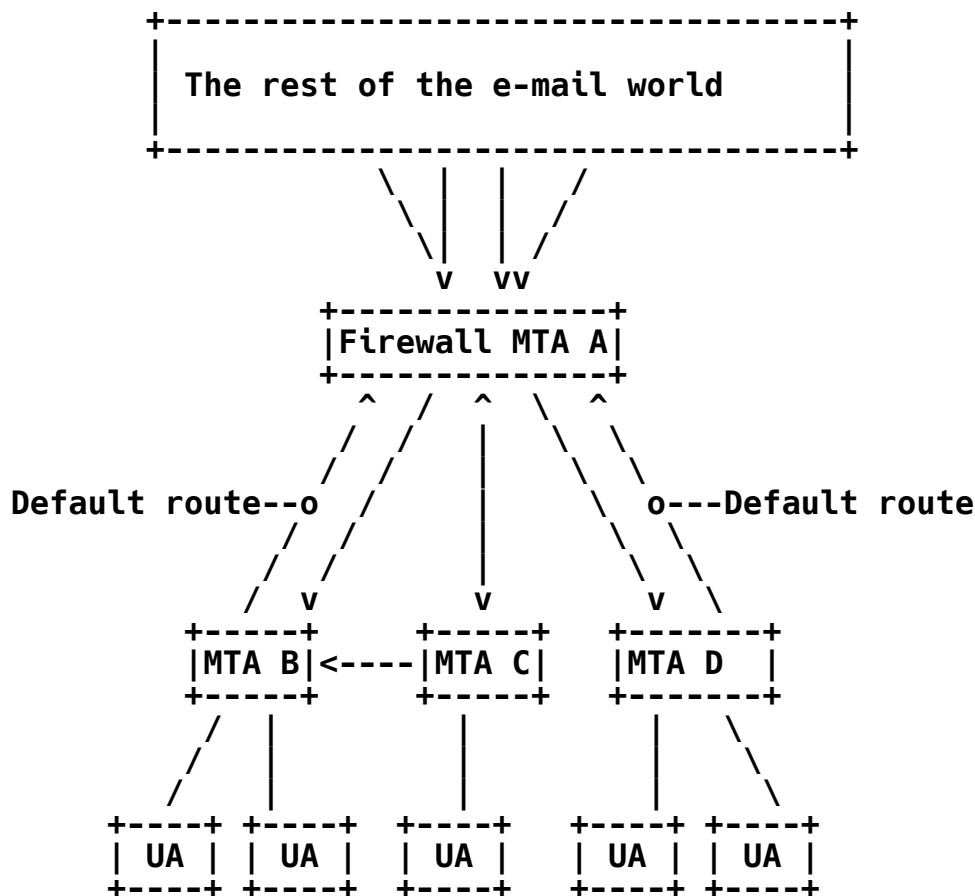 The rest of the e-mail world
Firewall MTA A
Default route--o o---Default route
MTA B <---- MTA C MTA D
UA UA UA UA UA